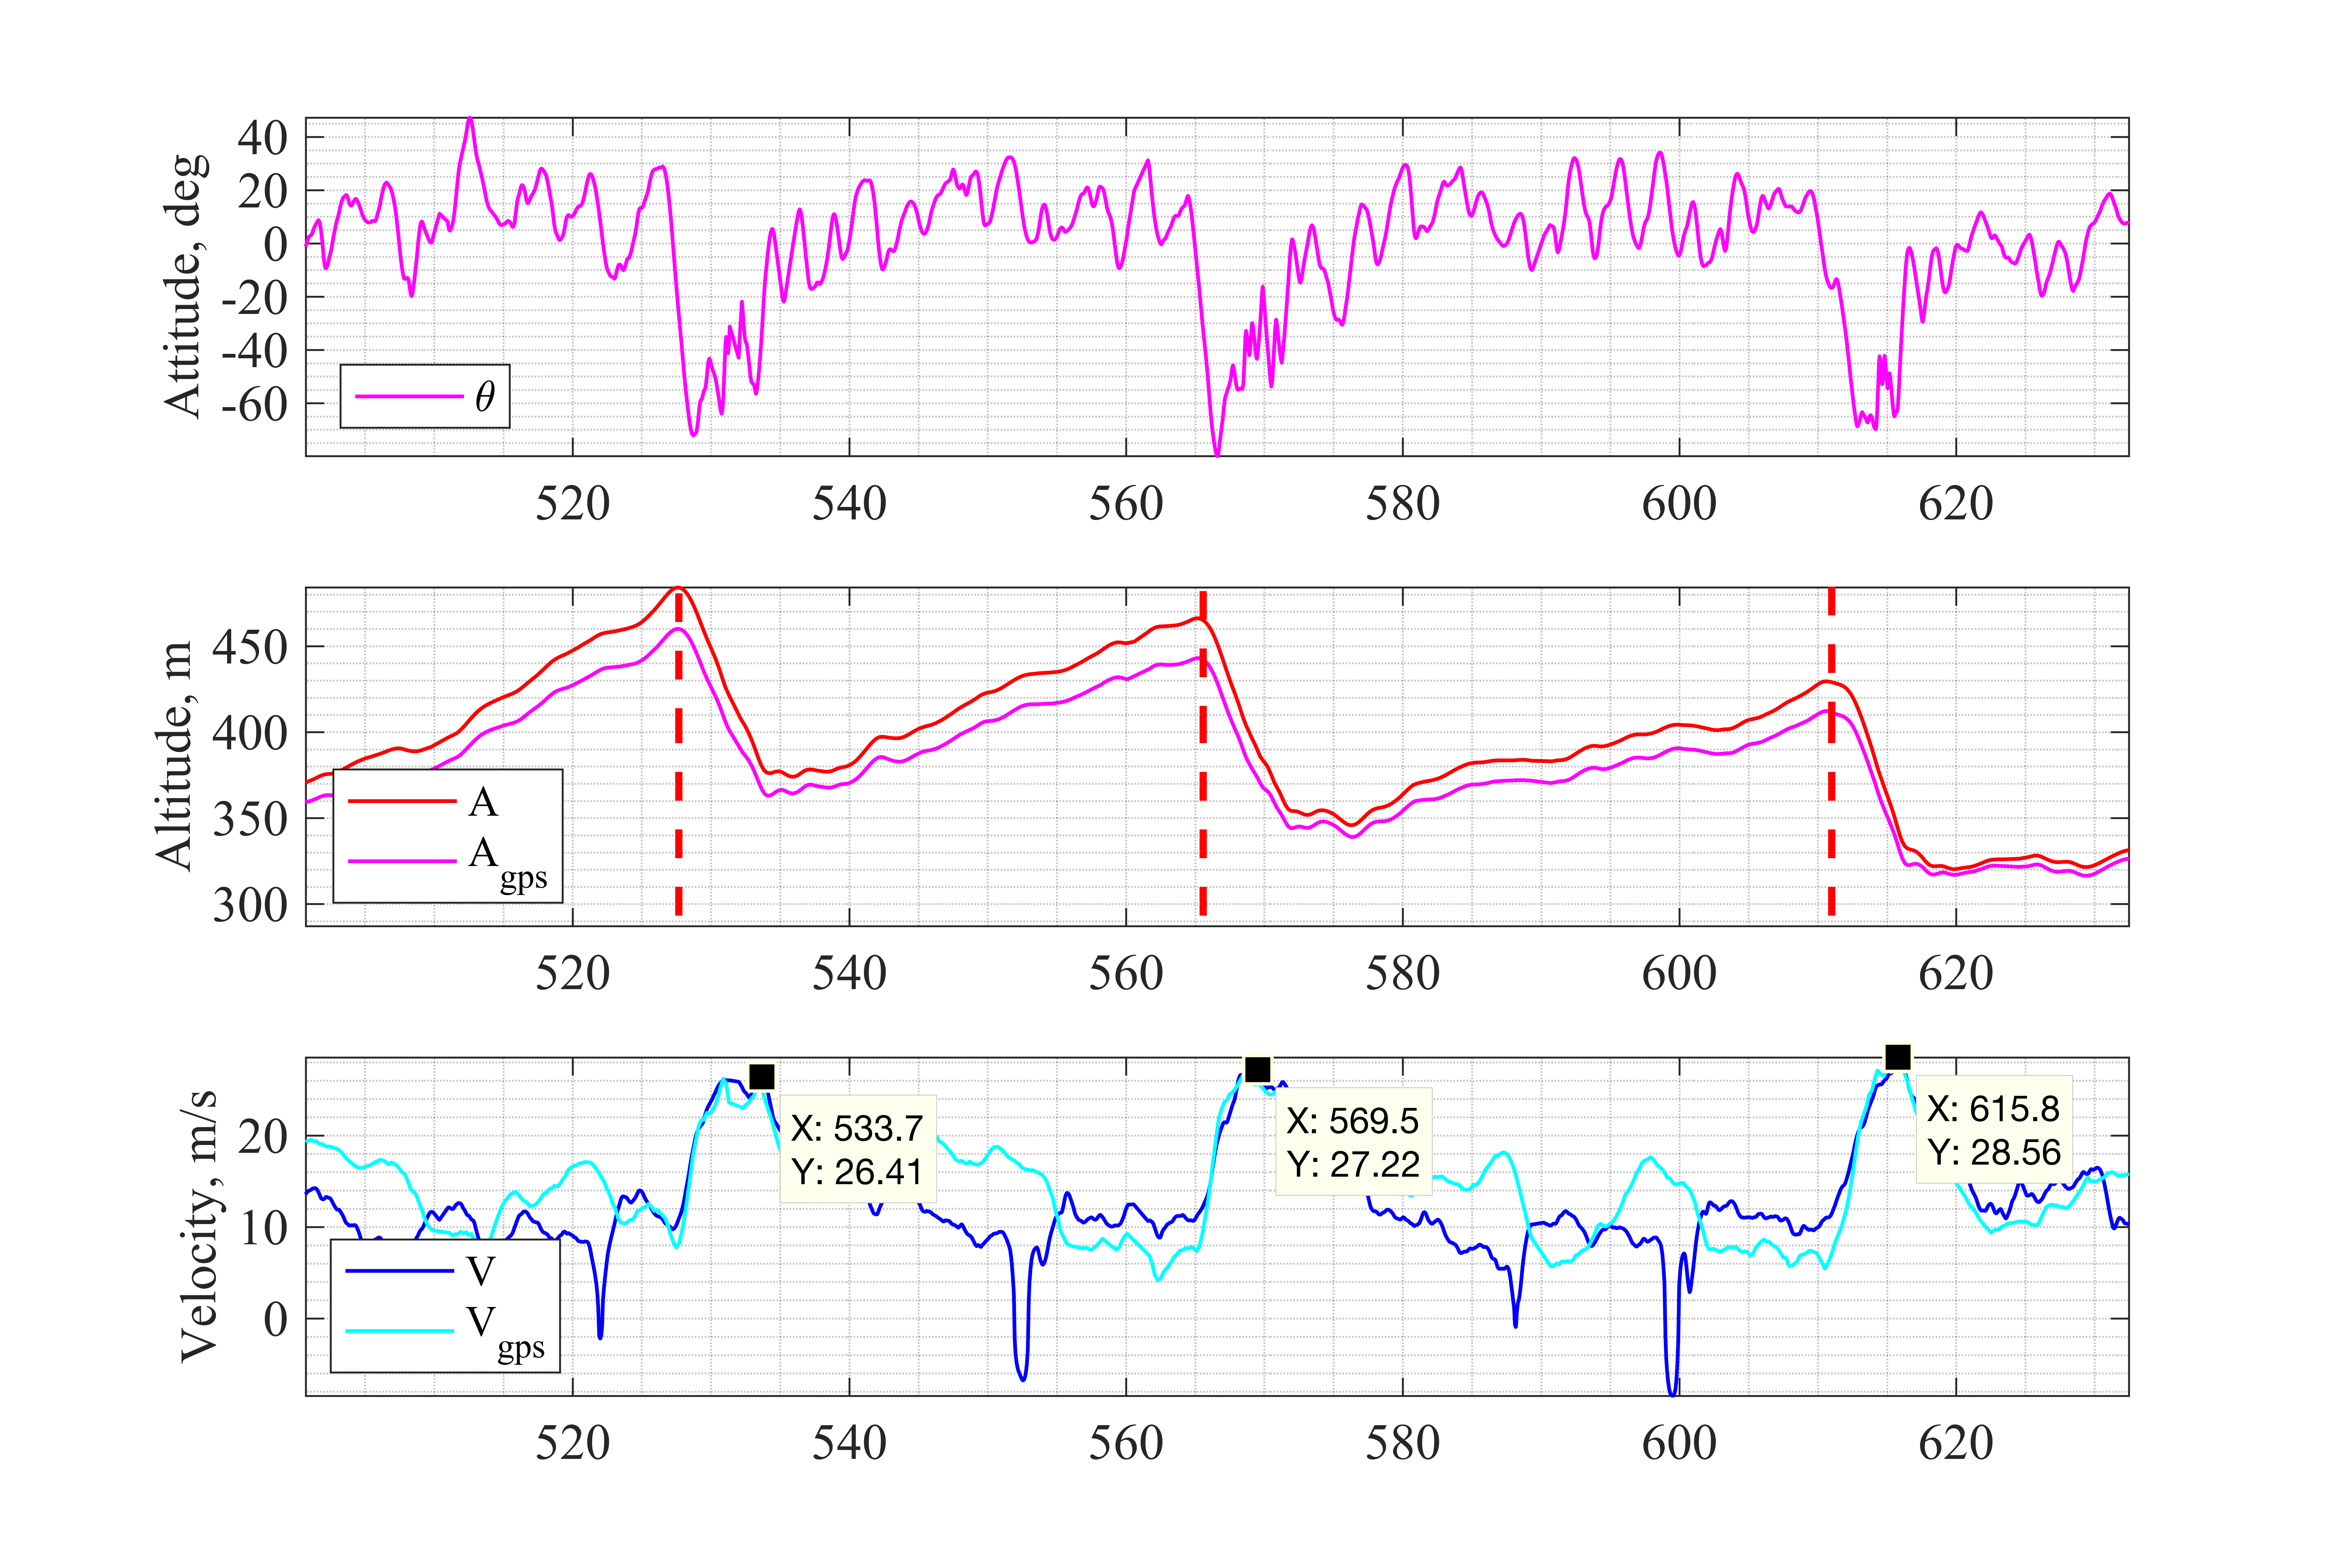 Attitude, deg
40
20
0
-20
-40
-60
θ
520 540 560 580 600 620
Altitude, m
450
400
350
300
A
A gps
520 540 560 580 600 620
Velocity, m/s
20
10
0
V
V gps
X: 533.7
Y: 26.41
X: 569.5
Y: 27.22
X: 615.8
Y: 28.56
520 540 560 580 600 620